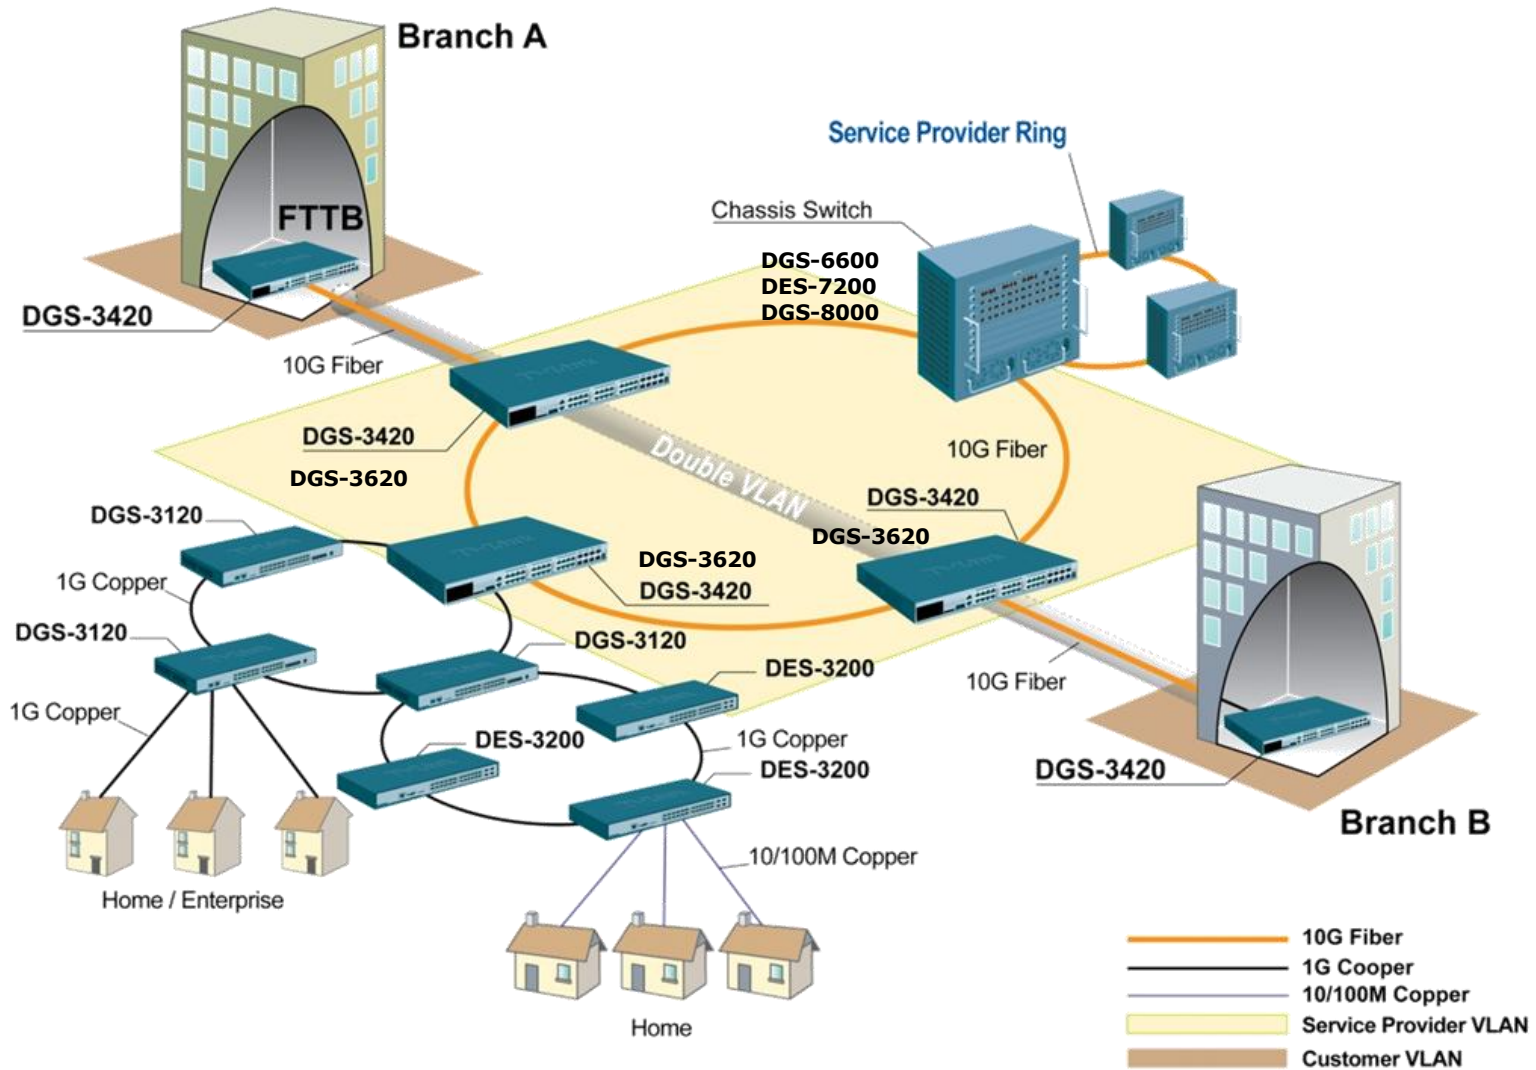 Branch A
Service Provider Ring
Chassis Switch
DGS-6600
DES-7200
DGS-8000
FTTB
DGS-3420
10G Fiber
DGS-3420
DGS-3620
Double VLAN
10G Fiber
DGS-3420
DGS-3620
DGS-3120
1G Copper
DGS-3620
DGS-3420
DGS-3120
DGS-3120
DES-3200
10G Fiber
1G Copper
DES-3200
1G Copper
DES-3200
DGS-3420
Branch B
10/100M Copper
Home / Enterprise
Home
10G Fiber
1G Cooper
10/100M Copper
Service Provider VLAN
Customer VLAN